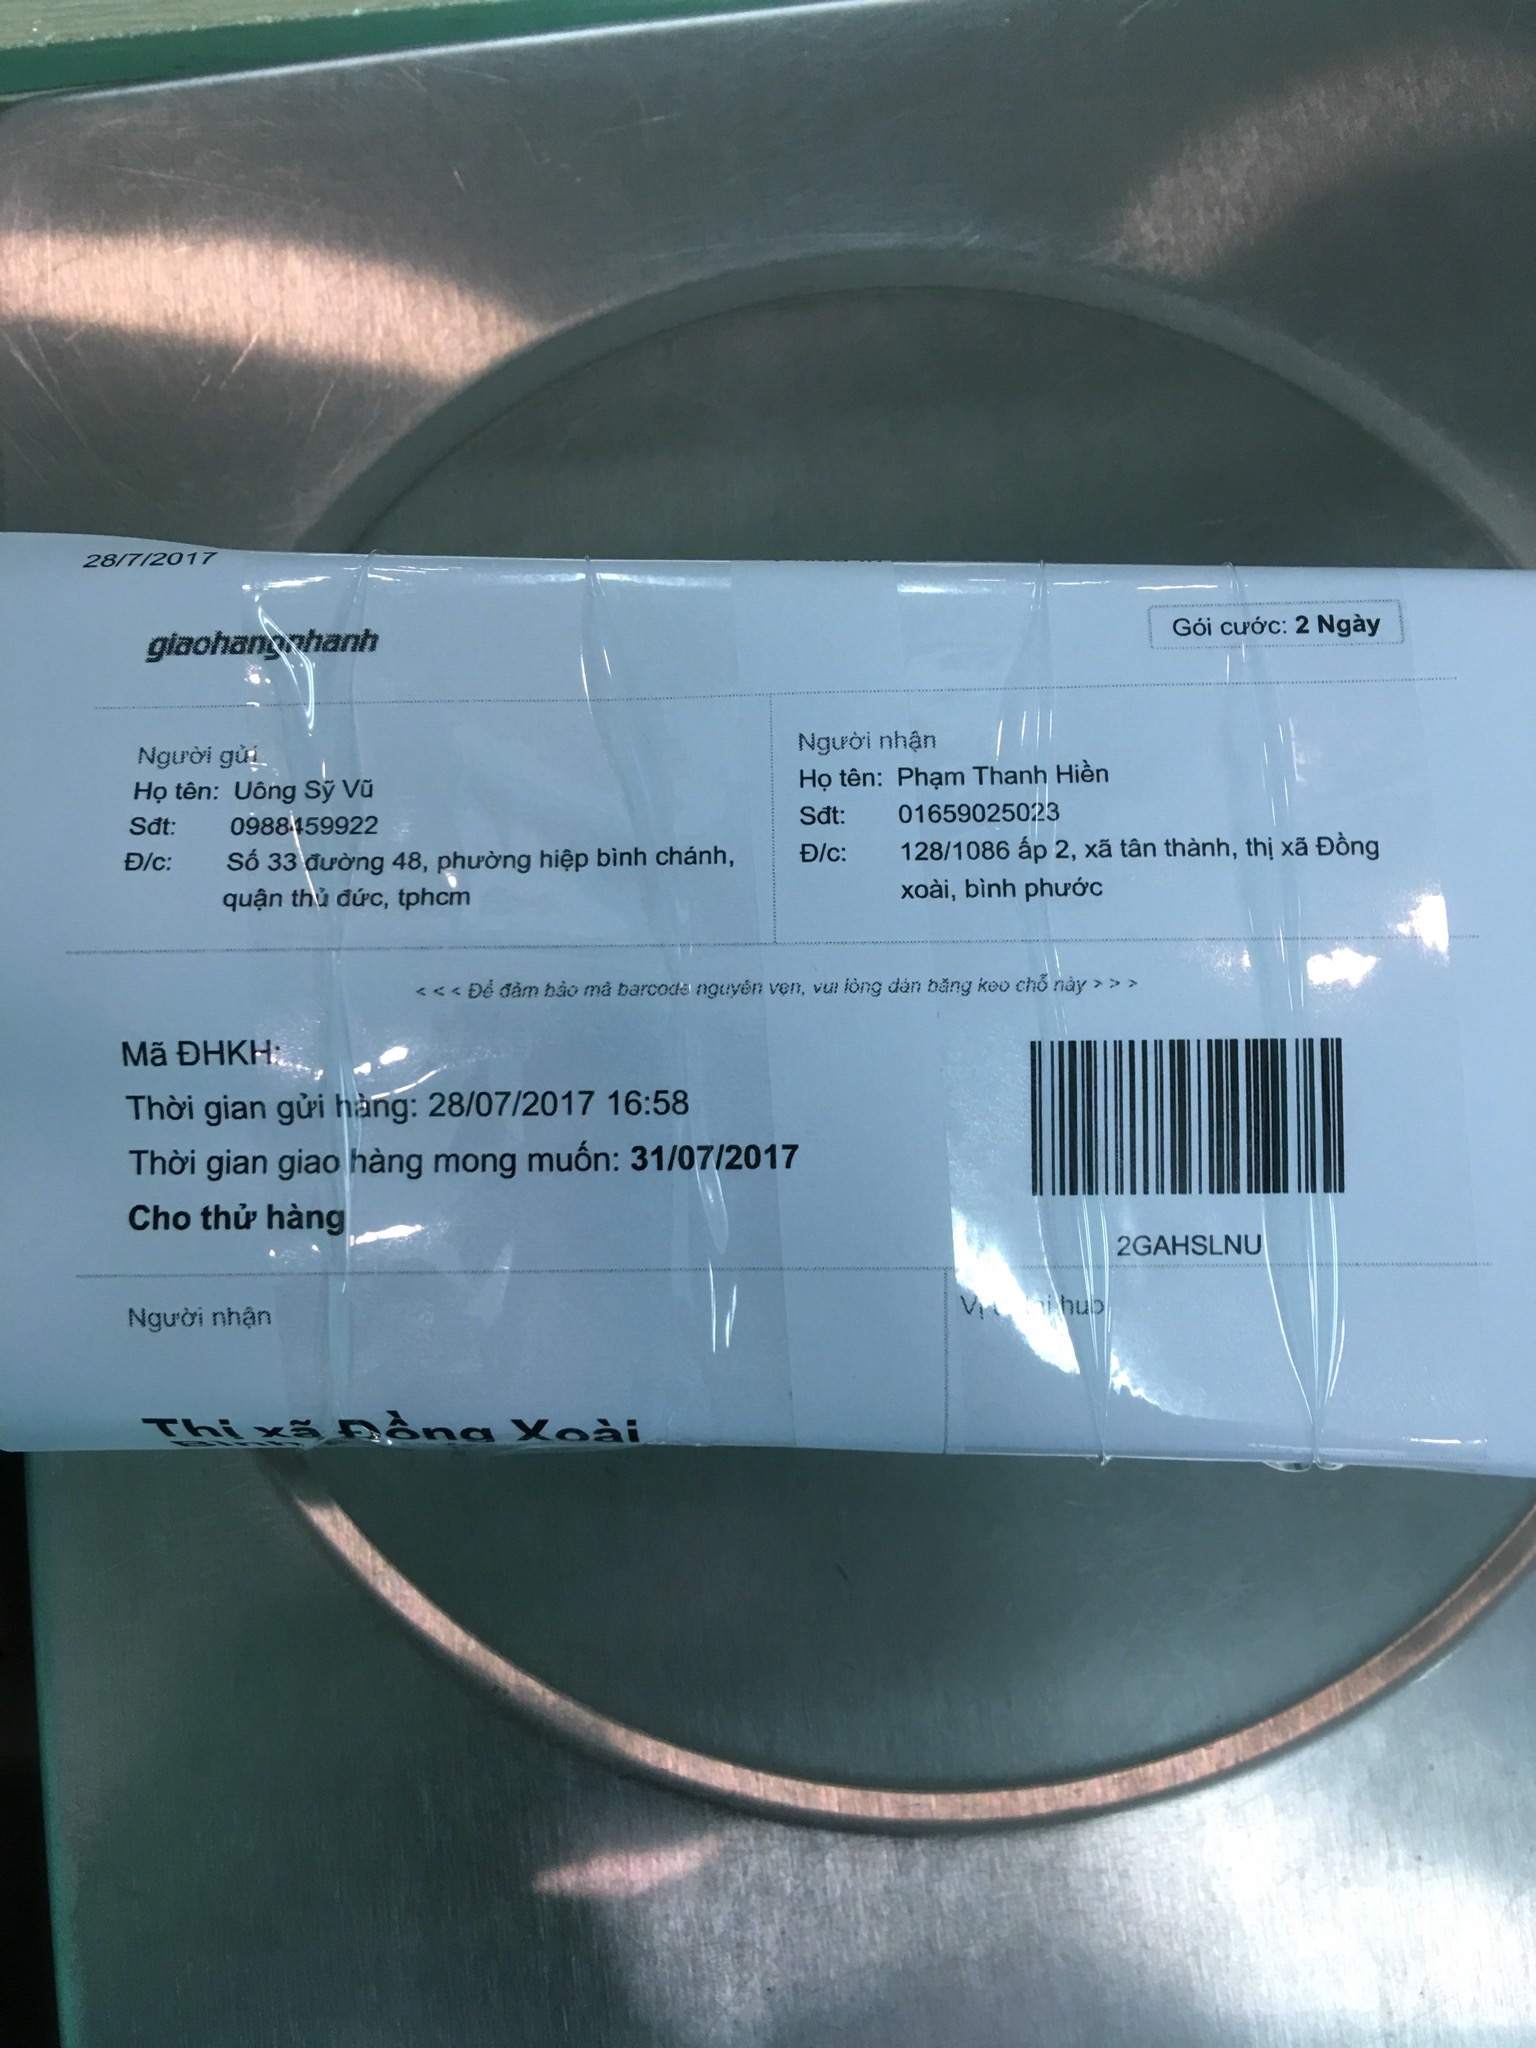 28/7/2017
giaohangnhanh
Gói cước: 2 Ngày
Người gửi
Họ tên: Uông Sỹ Vũ
Sđt: 0988459922
Đ/c: Số 33 đường 48, phường hiệp bình chánh,
quận thủ đức, tphcm
Người nhận
Họ tên: Phạm Thanh Hiền
Sđt: 01659025023
Đ/c: 128/1086 ấp 2, xã tân thành, thị xã Đồng
xoài, bình phước
< < < Để đảm bảo mã barcode nguyên vẹn, vui lòng dán băng keo chỗ này > > >
Mã ĐHKH:
Thời gian gửi hàng: 28/07/2017 16:58
Thời gian giao hàng mong muốn: 31/07/2017
Cho thử hàng
2GAHSLNU
Người nhận
hub
Thị xã Đồng Xoài